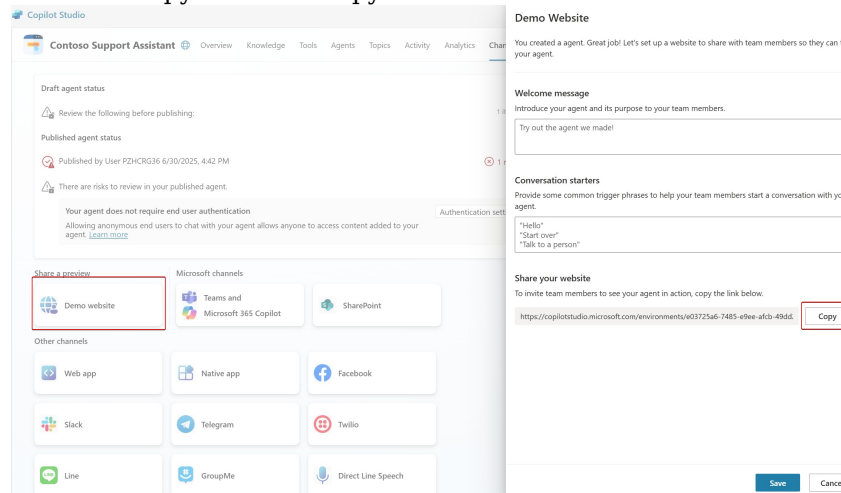 Copilot Studio
Contoso Support Assistant Overview Knowledge Tools Agents Topics Activity Analytics
Draft agent status
Review the following before publishing:
Published agent status
Published by User PZHCRG36 6/30/2025, 4:42 PM
There are risks to review in your published agent.
Your agent does not require end user authentication
Authentication
Allowing anonymous end users to chat with your agent allows anyone to access content added to your
agent. Learn more
Share a preview
Demo website
Microsoft channels
Teams and
Microsoft 365 Copilot
SharePoint
Other channels
Web app
Native app
Facebook
Slack
Telegram
Twilio
Line
GroupMe
Direct Line Speech
Demo Website
You created a agent. Great job! Let's set up a website to share with team members so they can
your agent.
Welcome message
Introduce your agent and its purpose to your team members.
Try out the agent we made!
Conversation starters
Provide some common trigger phrases to help your team members start a conversation with
agent.
"Hello"
"Start over"
"Talk to a person"
Share your website
To invite team members to see your agent in action, copy the link below.
https://copilotstudio.microsoft.com/environments/e03725a6-7485-e9ee-afcb-49dd
Copy
Save